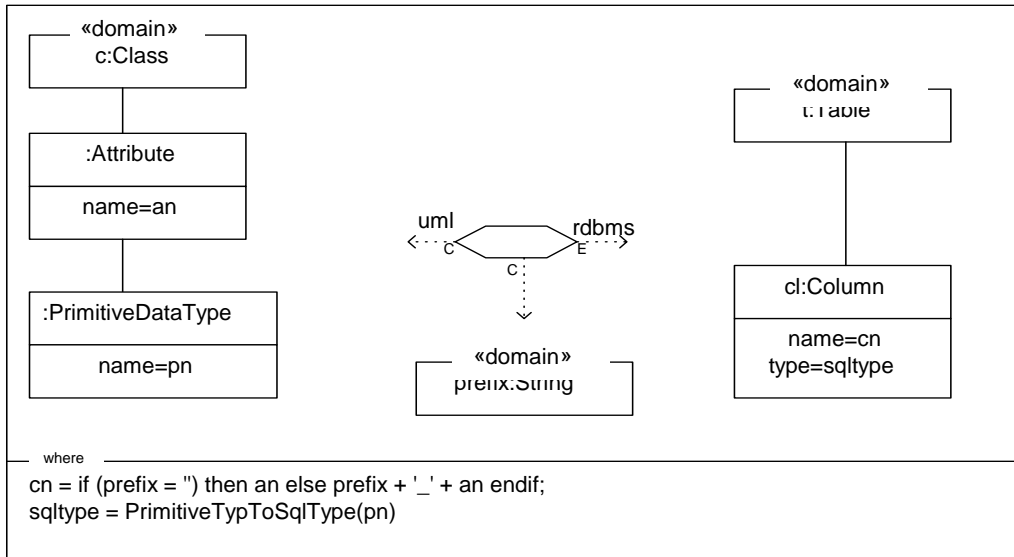 «domain»
c:Class
:Attribute
name=an
:PrimitiveDataType
name=pn
uml
rdbms
C
E
C
«domain»
prefix:String
«domain»
t:Table
cl:Column
name=cn
type=sqltype
where
cn = if (prefix = '') then an else prefix + '_' + an endif;
sqltype = PrimitiveTypToSqlType(pn)